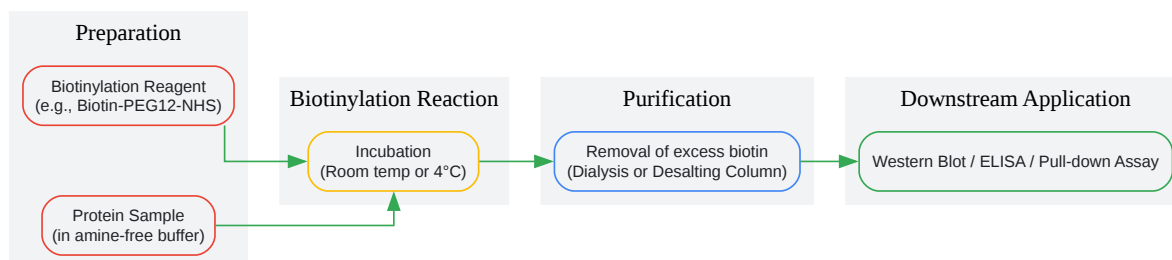 Preparation
Biotinylation Reagent
(e.g., Biotin-PEG12-NHS)
Protein Sample
(in amine-free buffer)
Biotinylation Reaction
Incubation
(Room temp or 4°C)
Purification
Removal of excess biotin
(Dialysis or Desalting Column)
Downstream Application
Western Blot / ELISA / Pull-down Assay